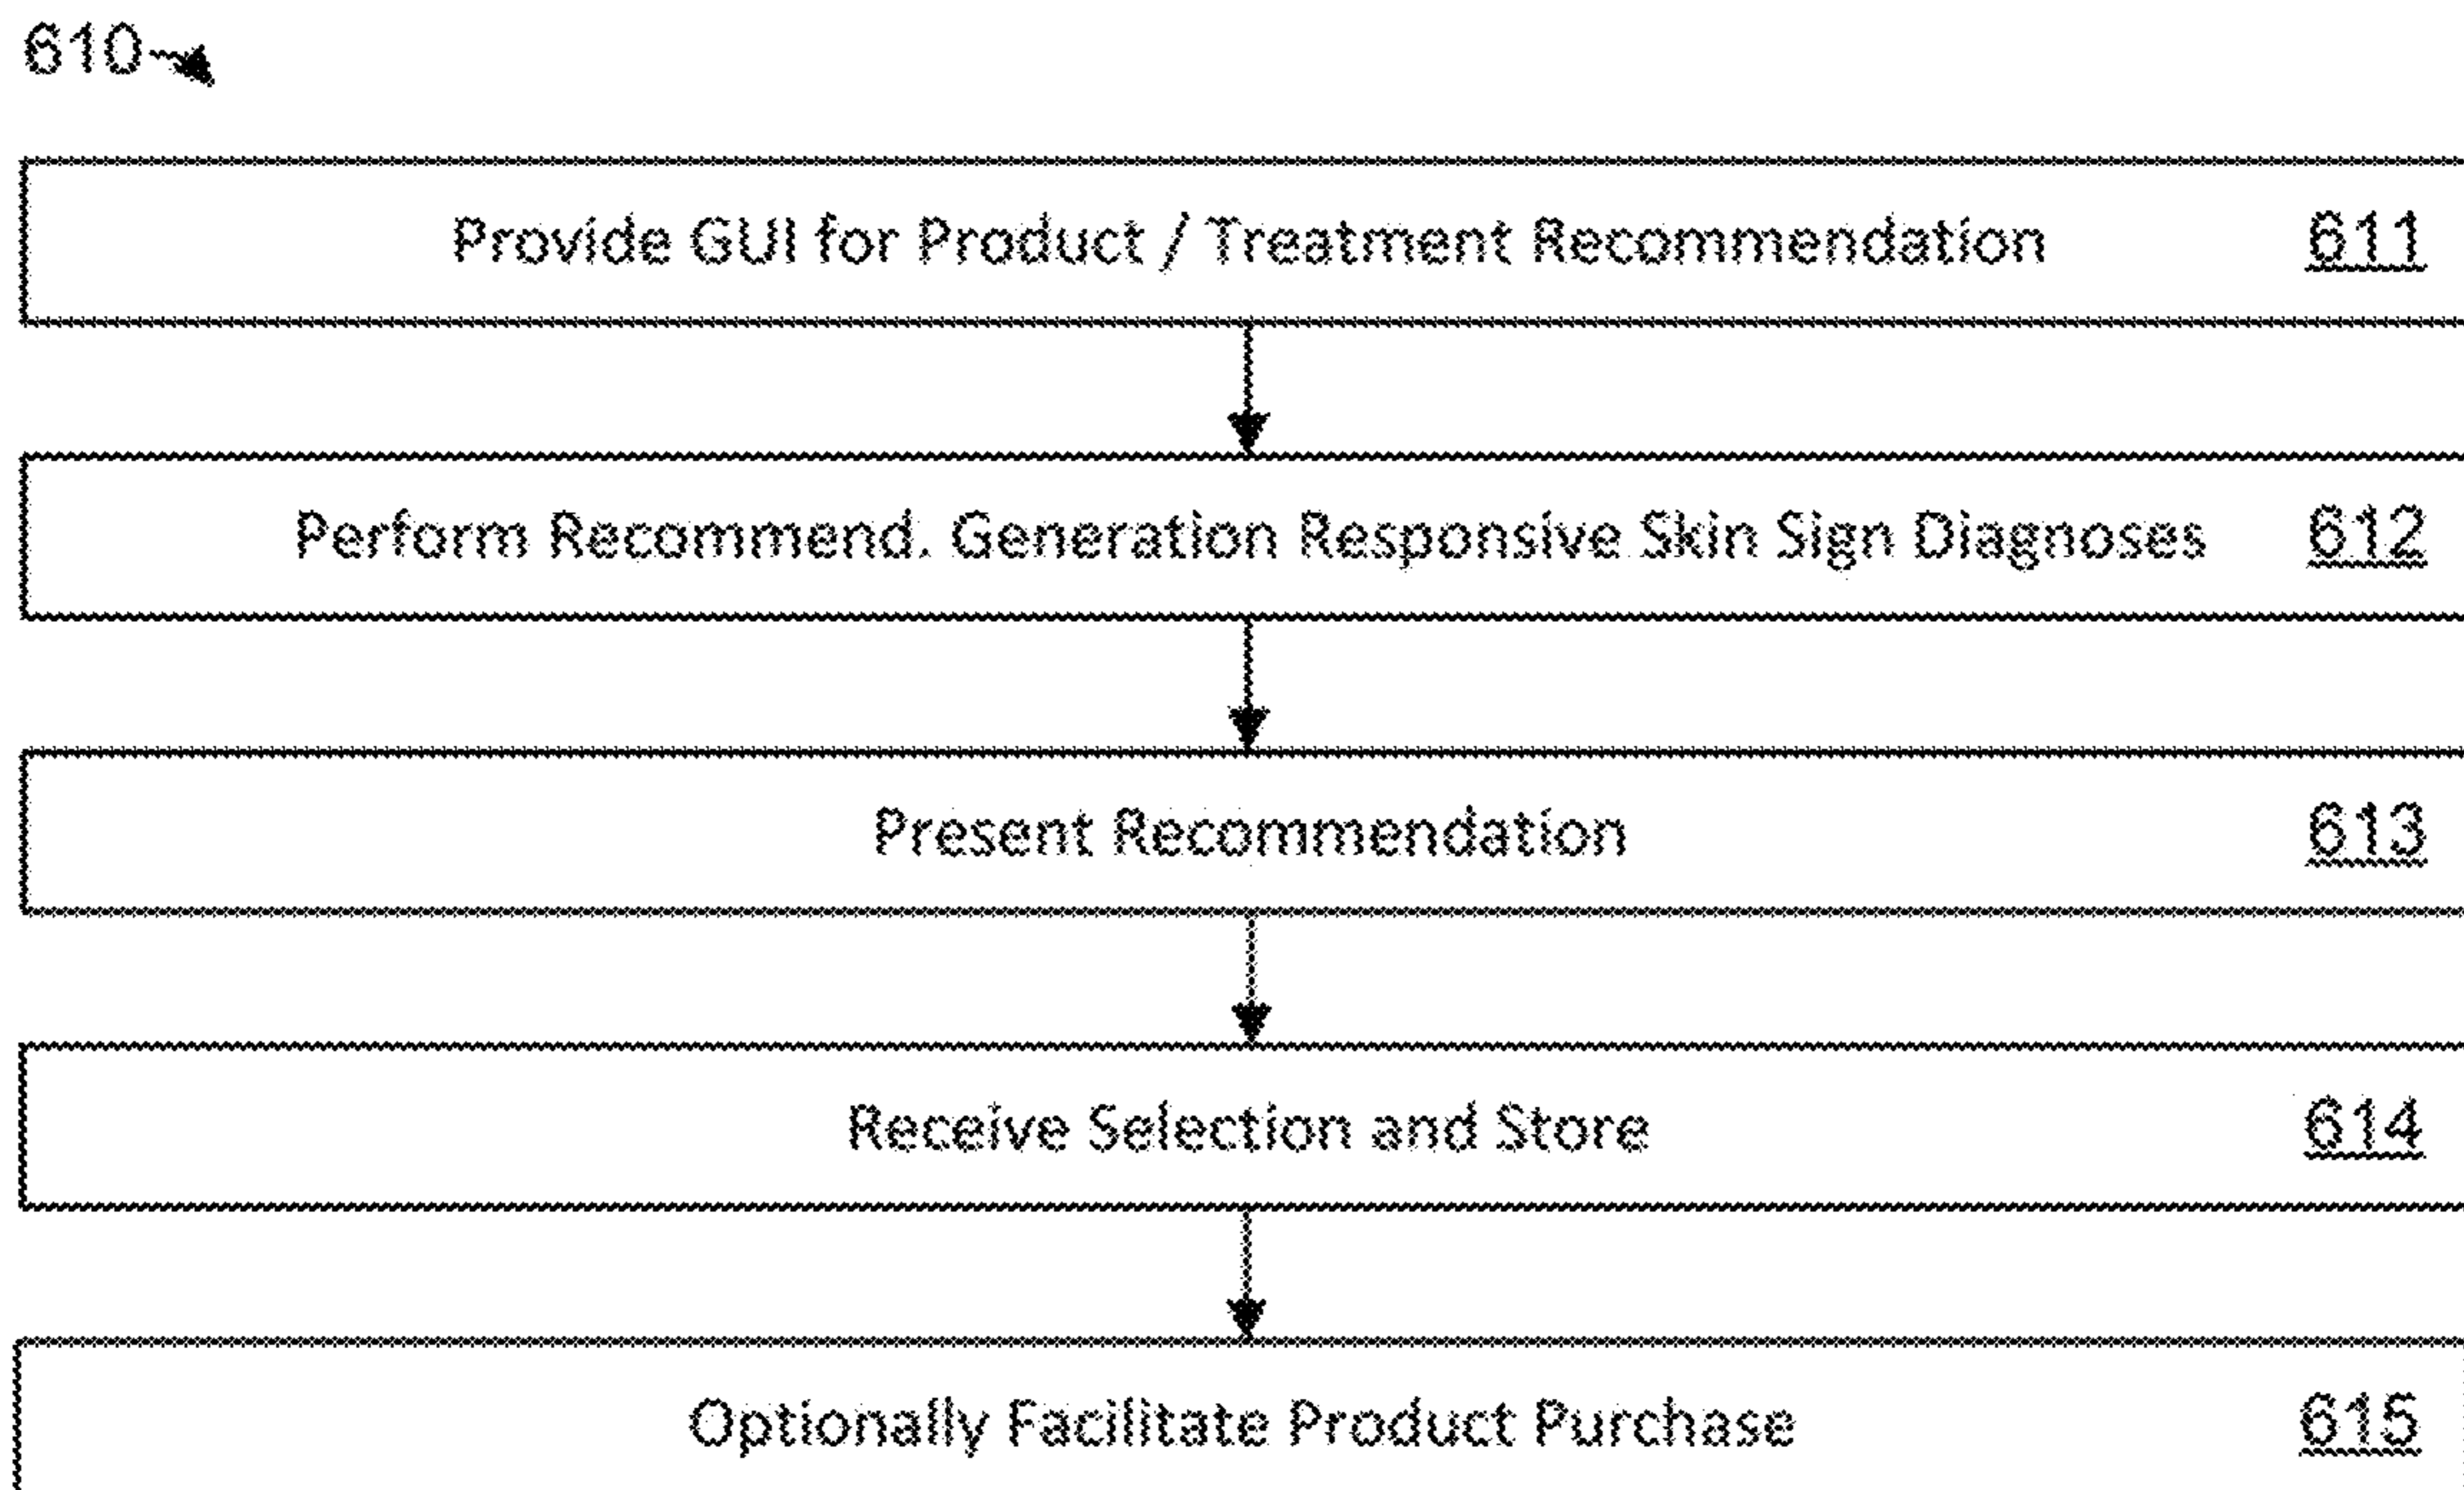 610
Provide GUI for Product / Treatment Recommendation 611
Perform Recommend. Generation Responsive Skin Sign Diagnoses 612
Present Recommendation 613
Receive Selection and Store 614
Optionally Facilitate Product Purchase 615